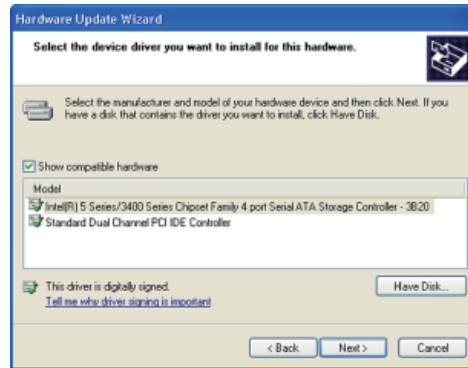 Hardware Update Wizard
Select the device driver you want to install for this hardware.
Select the manufacturer and model of your hardware device and then click Next. If you
have a disk that contains the driver you want to install, click Have Disk.
Show compatible hardware
Model
Intel(R) 5 Series/3400 Series Chipset Family 4 port Serial ATA Storage Controller - 3B20
Standard Dual Channel PCI IDE Controller
This driver is digitally signed.
Have Disk...
Tell me why driver signing is important
< Back
Next >
Cancel